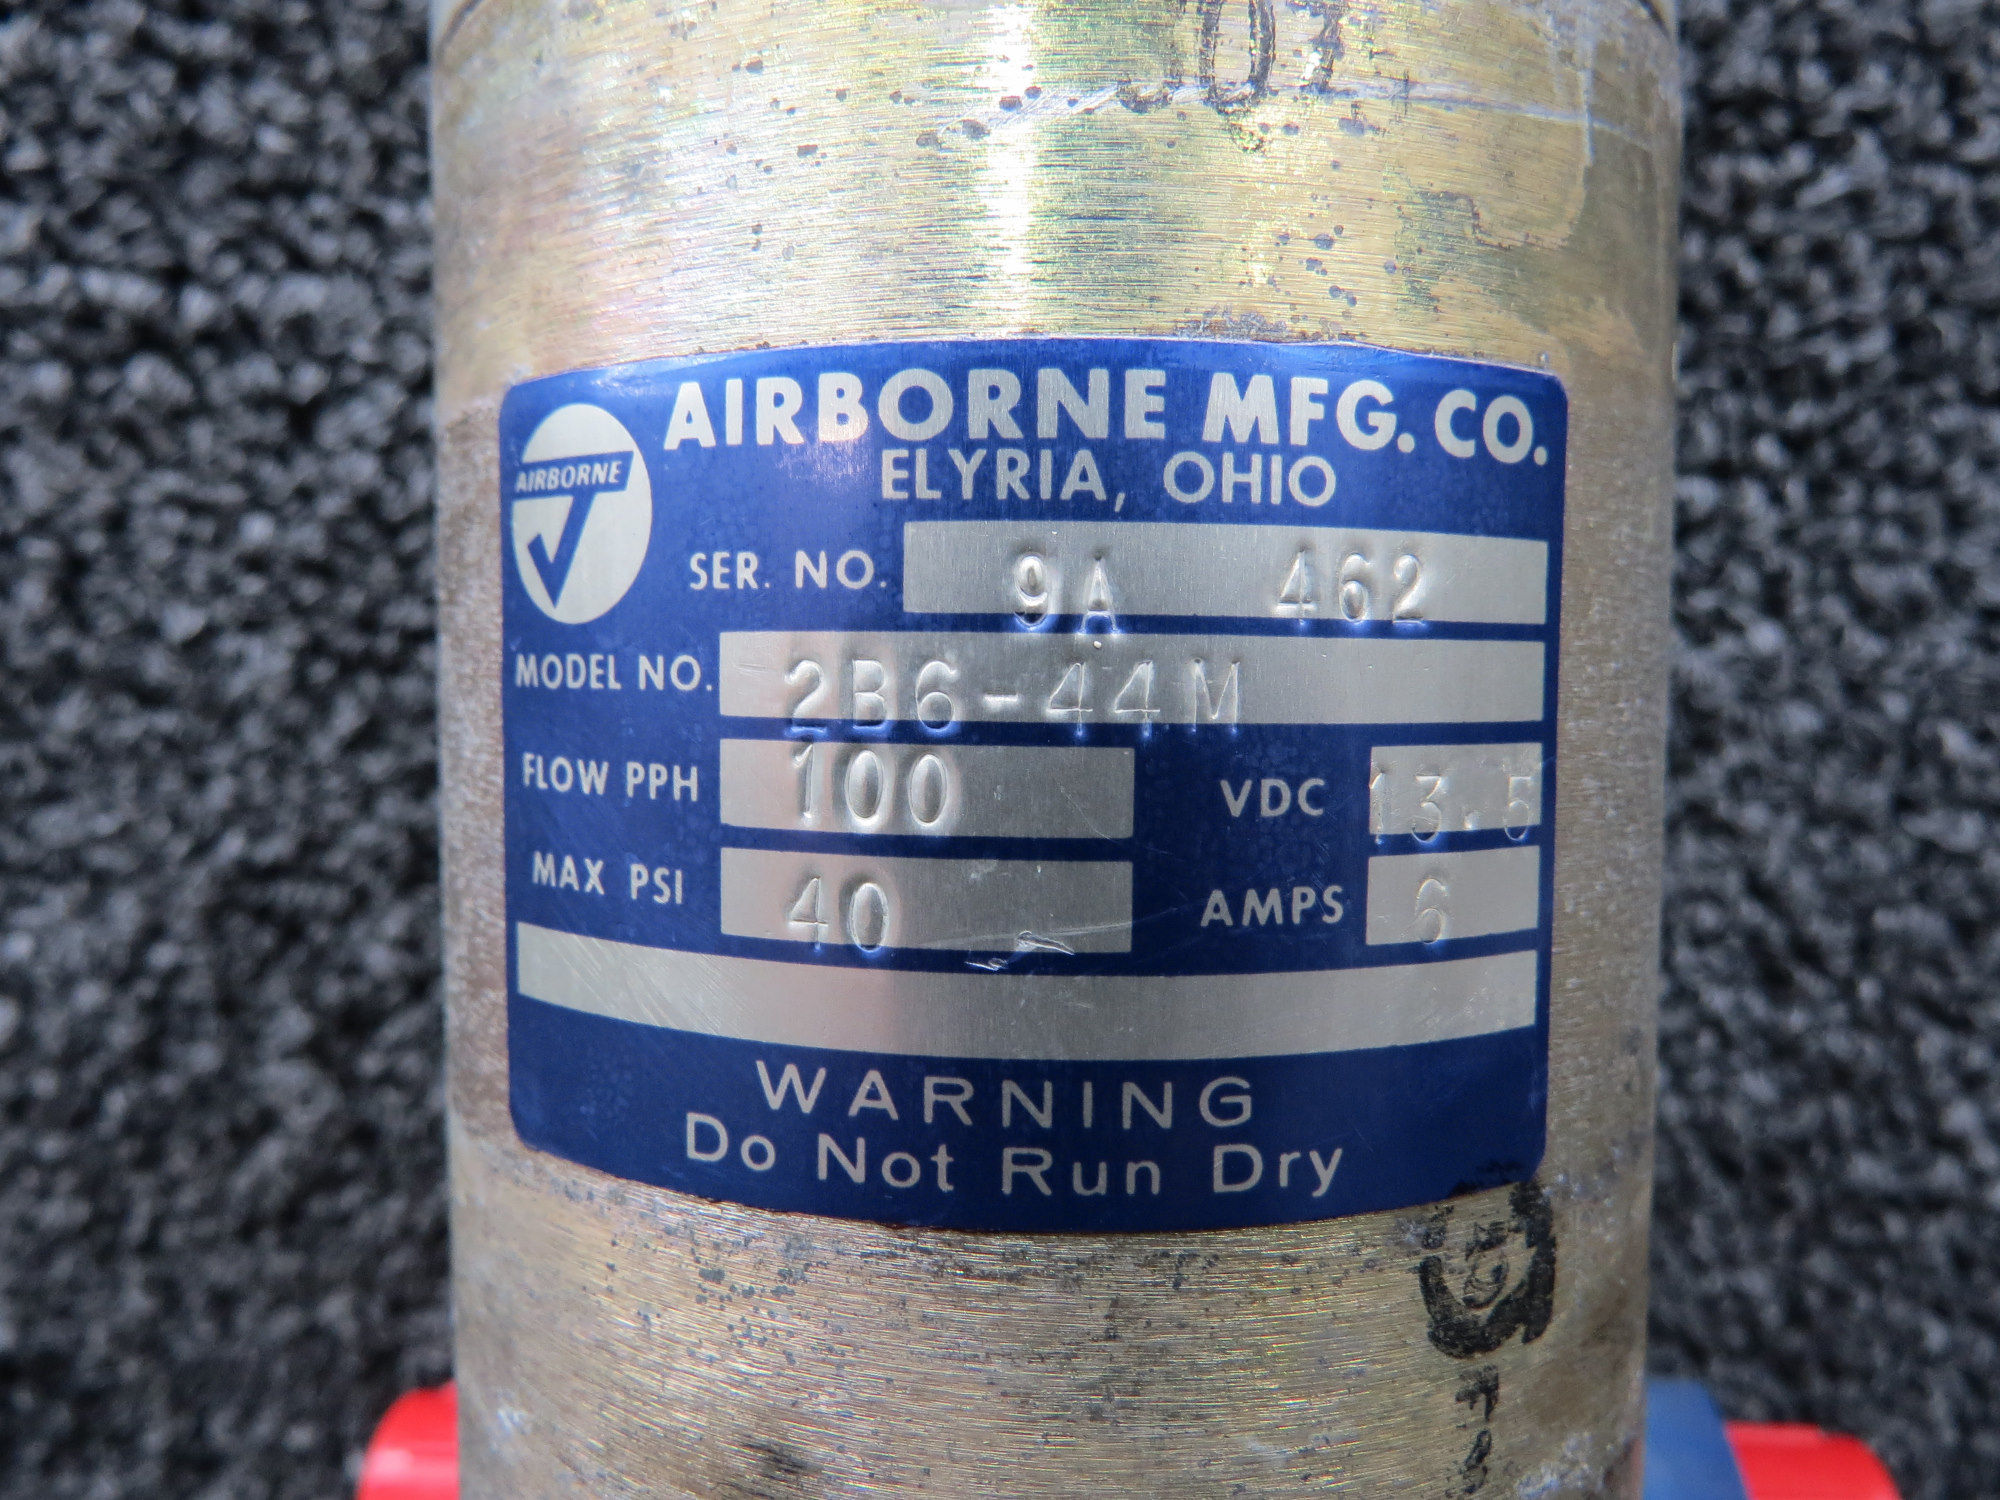 AIRBORNE MFG. CO.
ELYRIA, OHIO
AIRBORNE
SER. NO. 9A 462
MODEL NO. 2B6-44M
FLOW PPH 100 VDC 13.5
MAX PSI 40 AMPS 6
WARNING
Do Not Run Dry